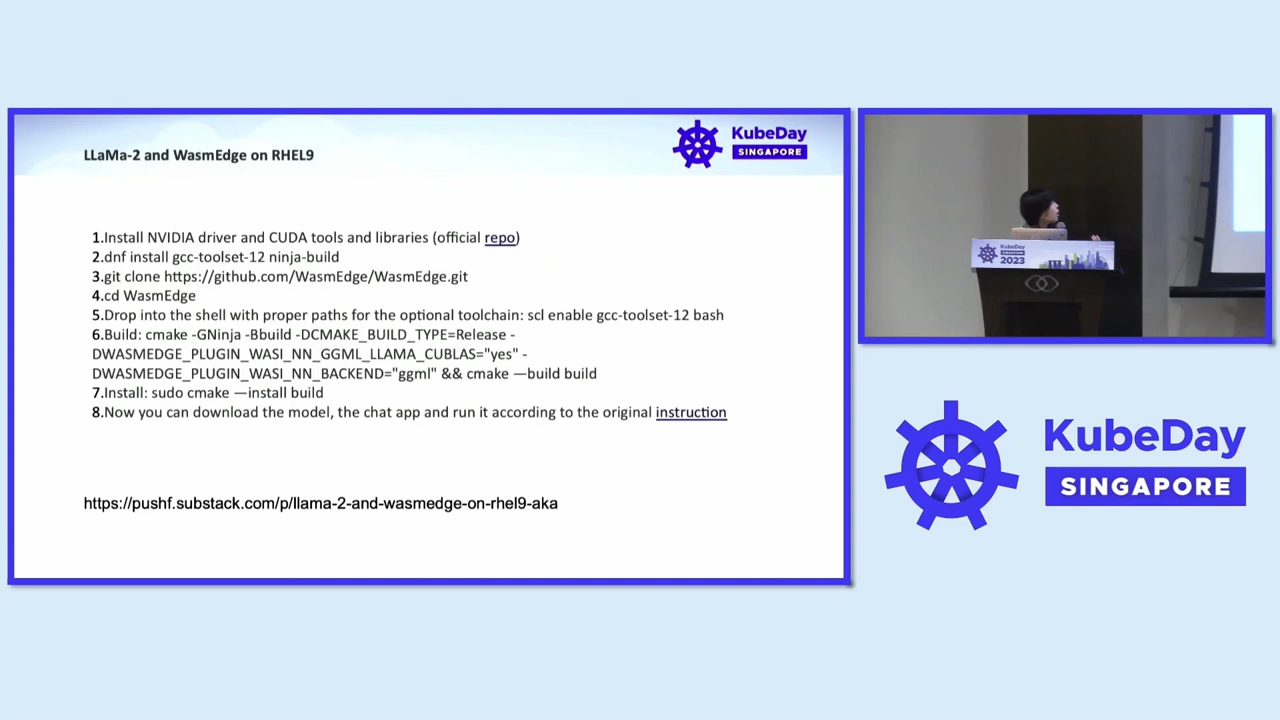 LLaMa-2 and WasmEdge on RHEL9
KubeDay
SINGAPORE
1.Install NVIDIA driver and CUDA tools and libraries (official repo)
2.dnf install gcc-toolset-12 ninja-build
3.git clone https://github.com/WasmEdge/WasmEdge.git
4.cd WasmEdge
5.Drop into the shell with proper paths for the optional toolchain: scl enable gcc-toolset-12 bash
6.Build: cmake -GNinja -Bbuild -DCMAKE_BUILD_TYPE=Release -
DWASMEDGE_PLUGIN_WASI_NN_GGML_LLAMA_CUBLAS="yes" -
DWASMEDGE_PLUGIN_WASI_NN_BACKEND="ggml" && cmake —build build
7.Install: sudo cmake —install build
8.Now you can download the model, the chat app and run it according to the original instruction
https://pushf.substack.com/p/llama-2-and-wasmedge-on-rhel9-aka
KubeDay
SINGAPORE
2023
KubeDay
SINGAPORE